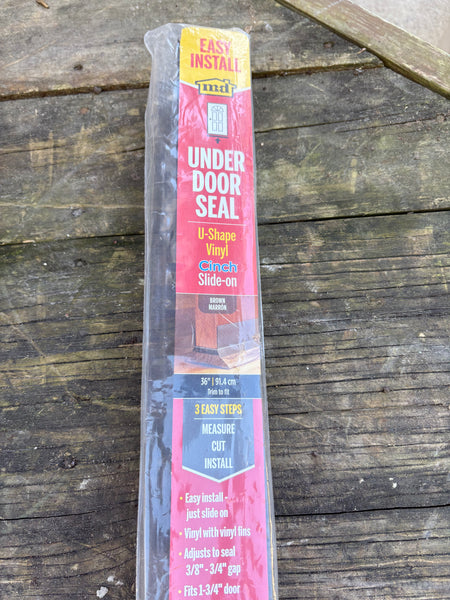 EASY
INSTALL
md
UNDER
DOOR
SEAL
U-Shape
Vinyl
Cinch
Slide-on
BROWN
MARRÓN
36" | 91.4 cm
Trim to fit
3 EASY STEPS
MEASURE
CUT
INSTALL
• Easy install -
just slide on
• Vinyl with vinyl fins
• Adjusts to seal
3/8" - 3/4" gap
• Fits 1-3/4" door